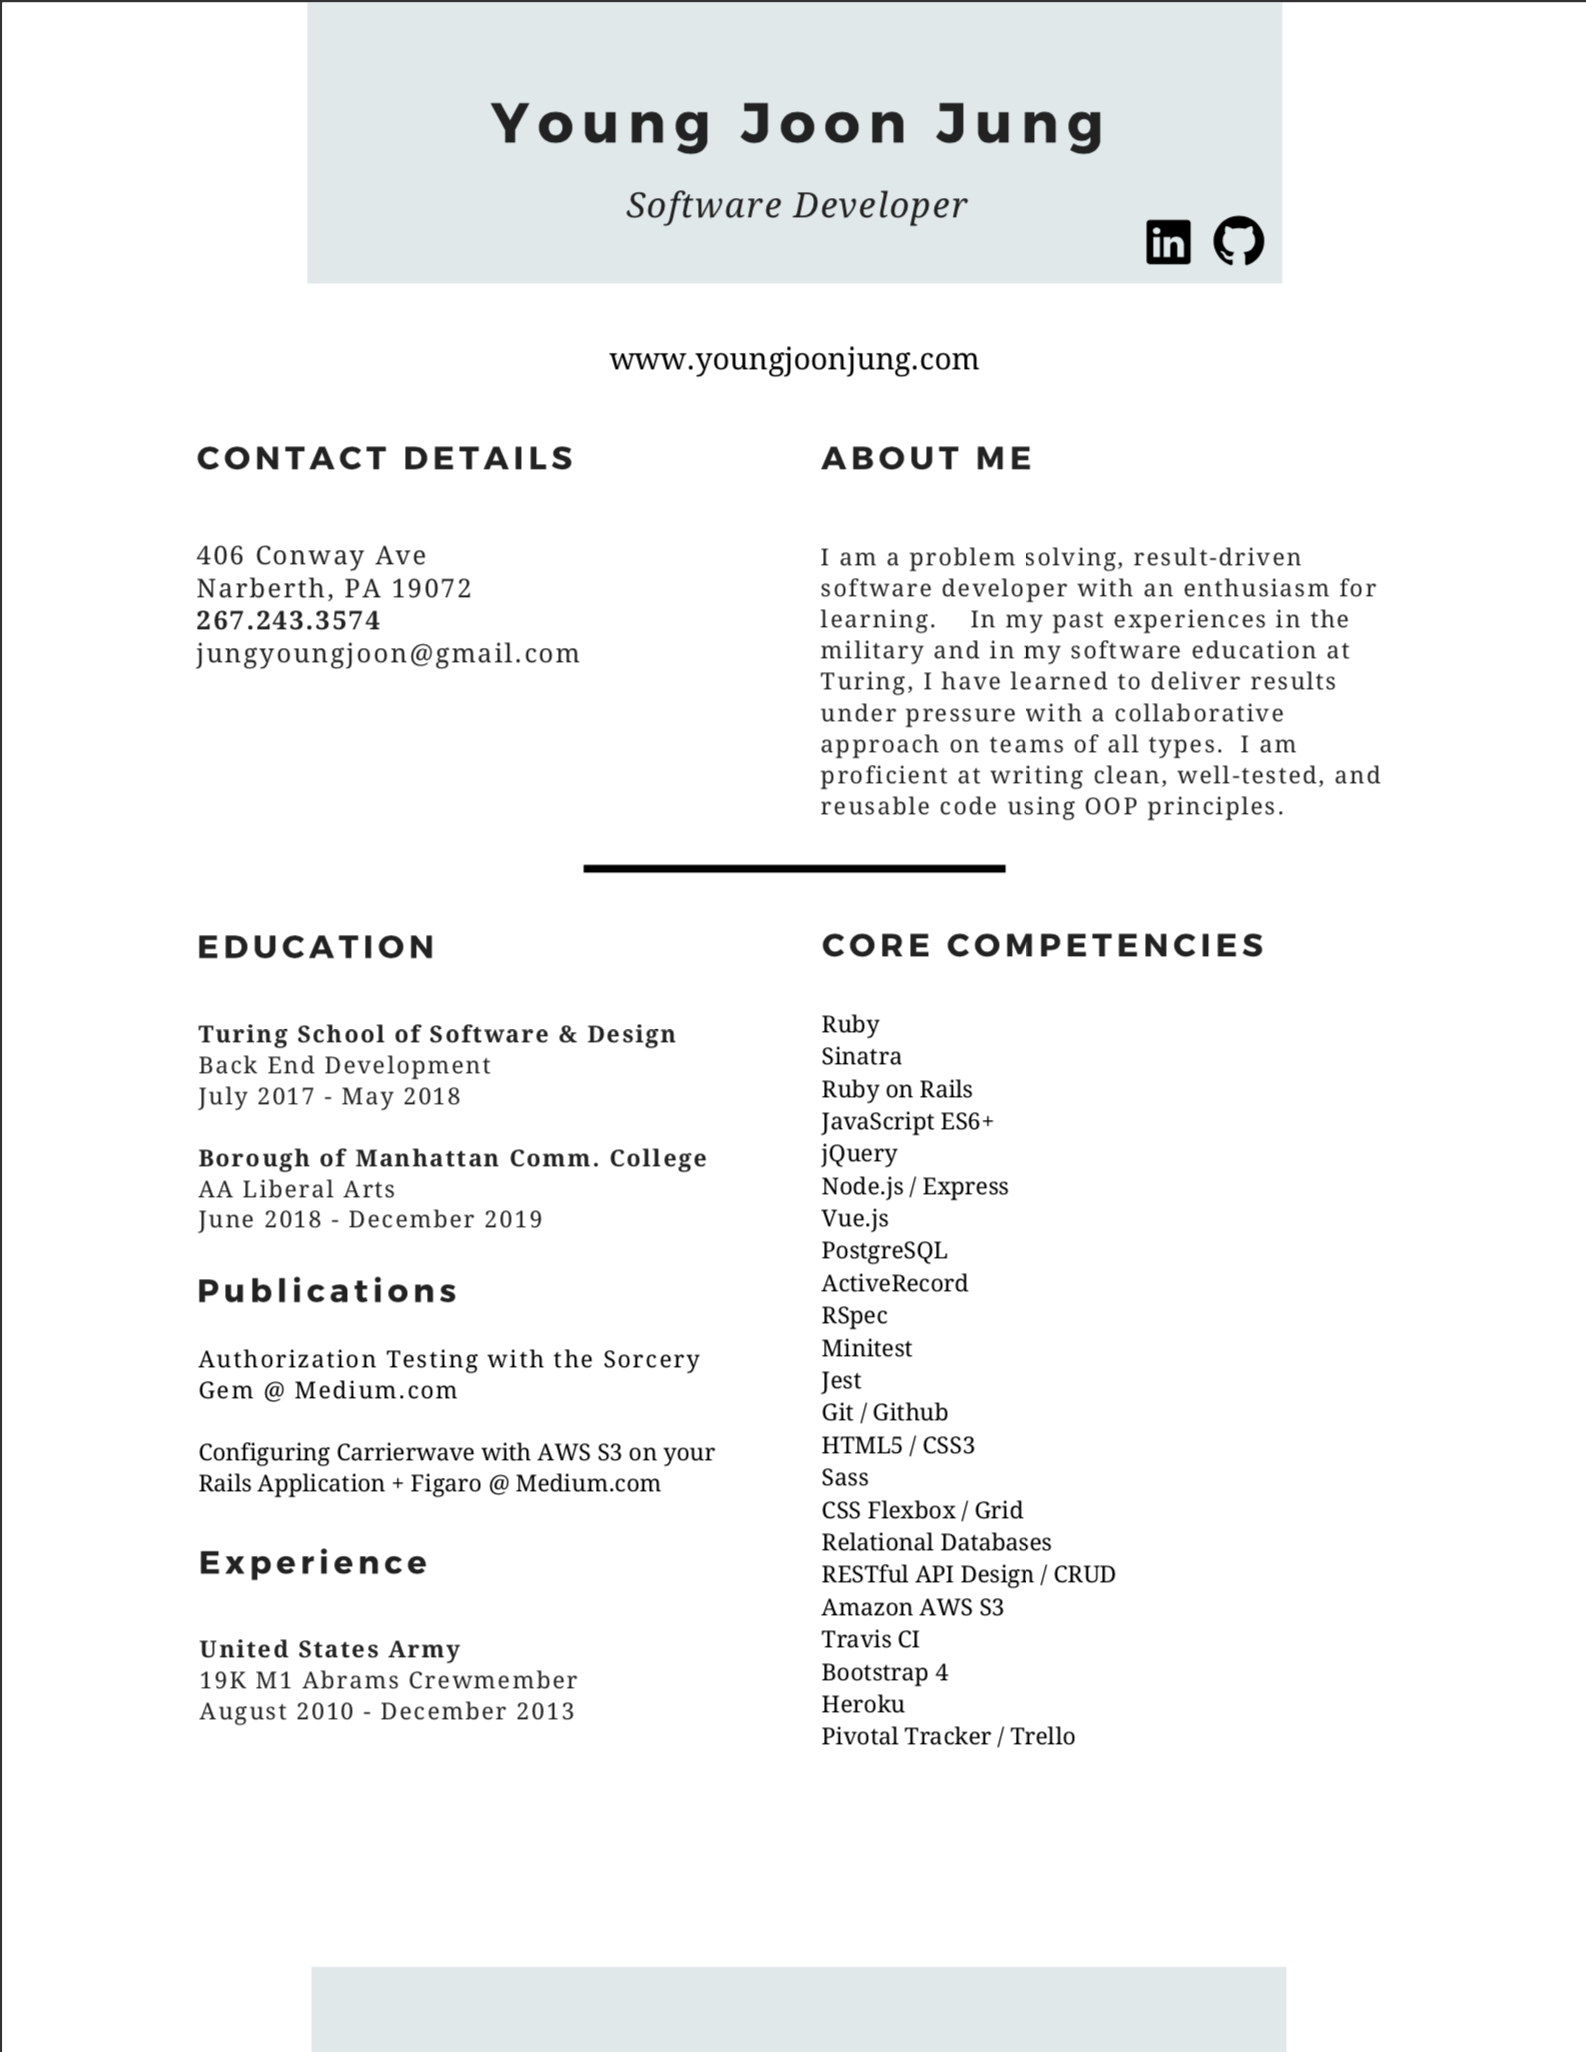 Young Joon Jung
Software Developer
in
www.youngjoonjung.com
CONTACT DETAILS
406 Conway Ave
Narberth, PA 19072
267.243.3574
jungyoungjoon@gmail.com
ABOUT ME
I am a problem solving, result-driven
software developer with an enthusiasm for
learning.    In my past experiences in the
military and in my software education at
Turing, I have learned to deliver results
under pressure with a collaborative
approach on teams of all types.  I am
proficient at writing clean, well-tested, and
reusable code using OOP principles.
EDUCATION
Turing School of Software & Design
Back End Development
July 2017 - May 2018
Borough of Manhattan Comm. College
AA Liberal Arts
June 2018 - December 2019
Publications
Authorization Testing with the Sorcery
Gem @ Medium.com
Configuring Carrierwave with AWS S3 on your
Rails Application + Figaro @ Medium.com
Experience
United States Army
19K M1 Abrams Crewmember
August 2010 - December 2013
CORE COMPETENCIES
Ruby
Sinatra
Ruby on Rails
JavaScript ES6+
jQuery
Node.js / Express
Vue.js
PostgreSQL
ActiveRecord
RSpec
Minitest
Jest
Git / Github
HTML5 / CSS3
Sass
CSS Flexbox / Grid
Relational Databases
RESTful API Design / CRUD
Amazon AWS S3
Travis CI
Bootstrap 4
Heroku
Pivotal Tracker / Trello